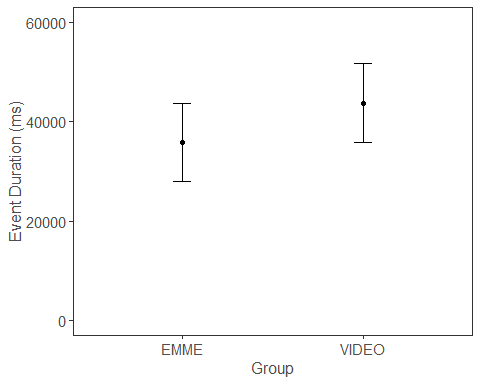 Event Duration (ms)
60000
40000
20000
0
EMME VIDEO
Group